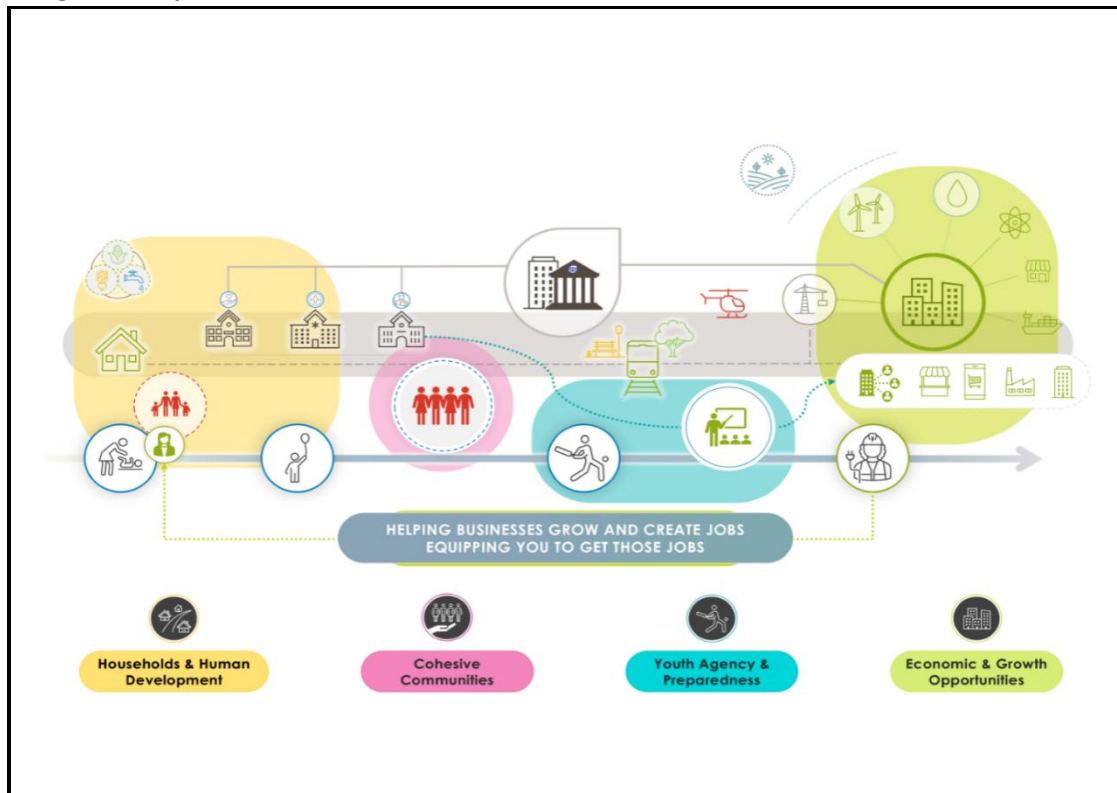 HELPING BUSINESSES GROW AND CREATE JOBS
EQUIPPING YOU TO GET THOSE JOBS
Households & Human
Development
Cohesive
Communities
Youth Agency &
Preparedness
Economic & Growth
Opportunities